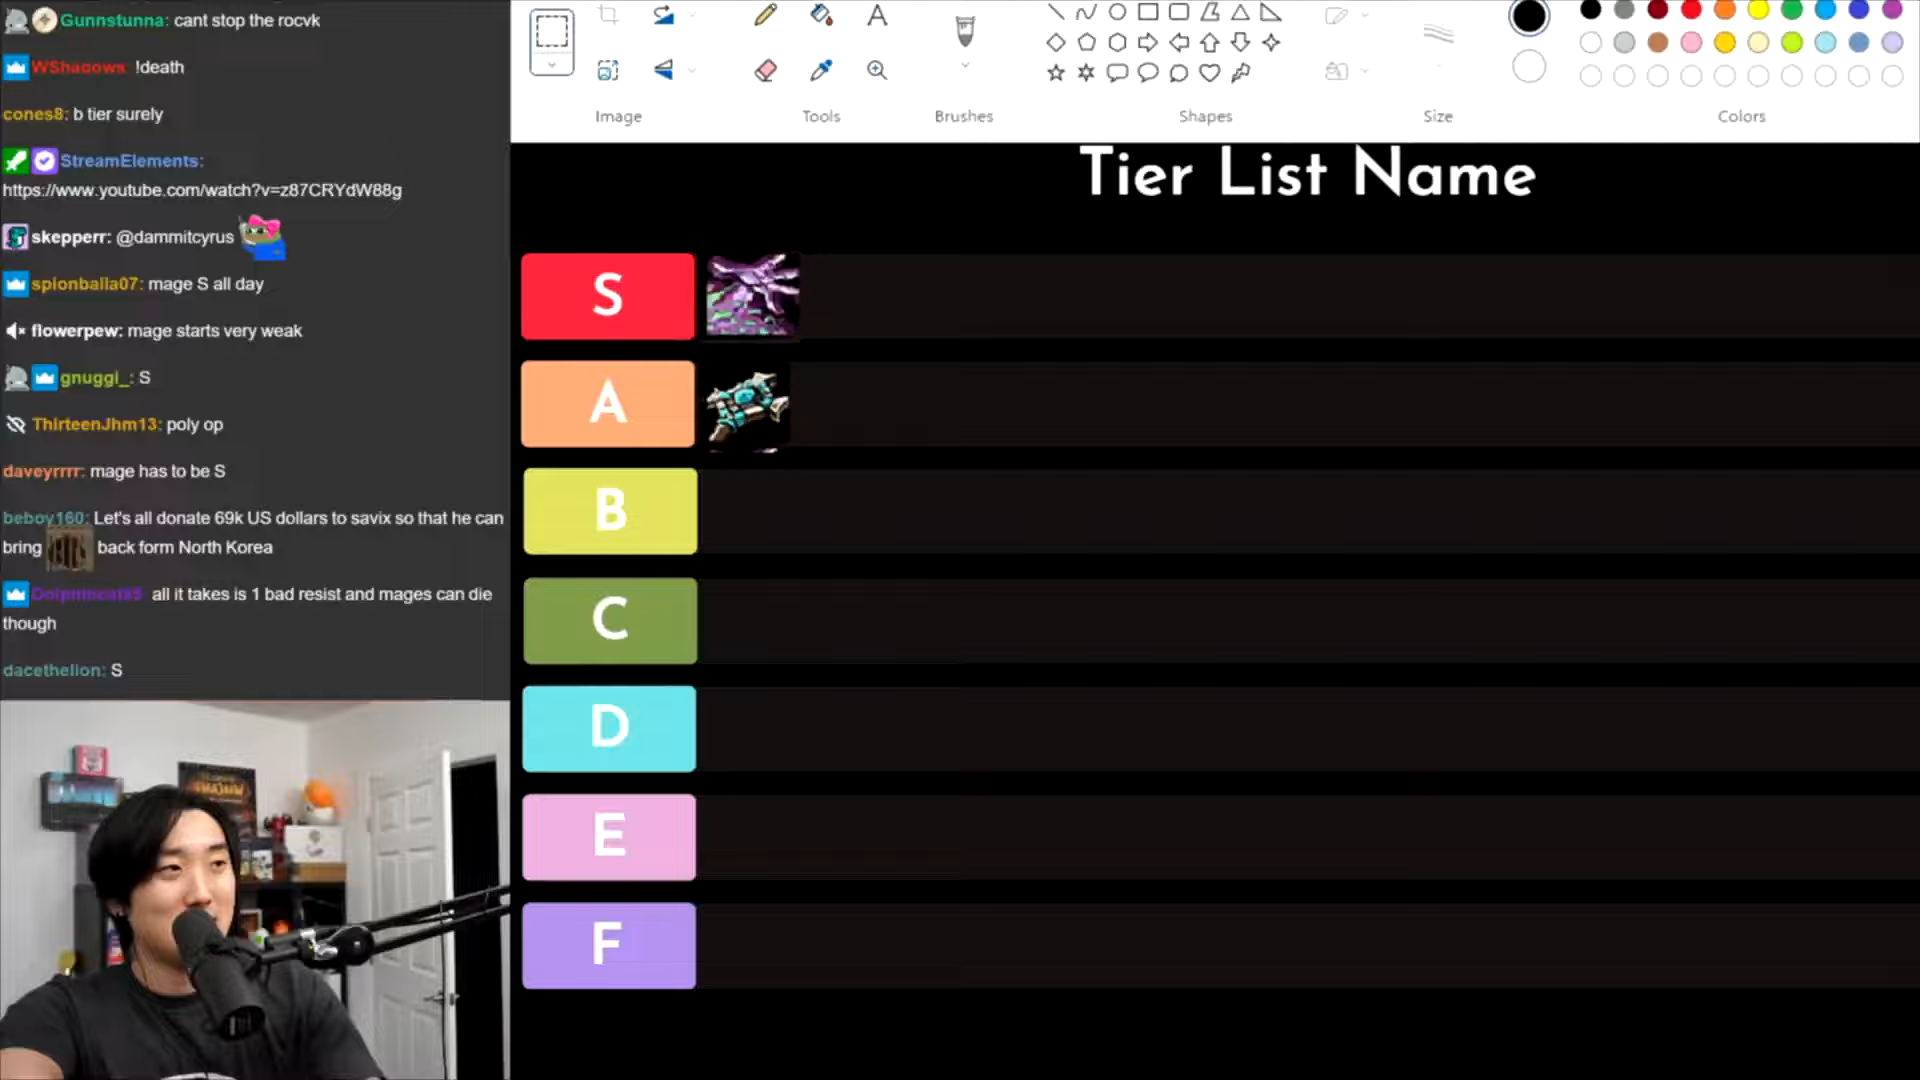 Gunnstunna: cant stop the rocvk
WShadows: !death
cones8: b tier surely
StreamElements:
https://www.youtube.com/watch?v=z87CRYdW88g
skepperr: @dammitcyrus
spionballa07: mage S all day
flowerpew: mage starts very weak
gnuggl_: S
ThirteenJhm13: poly op
daveyrrrr: mage has to be S
beboy160: Let's all donate 69k US dollars to savix so that he can
bring back form North Korea
all it takes is 1 bad resist and mages can die
though
dacethelion: S
Image
Tools
Brushes
Shapes
Size
Colors
Tier List Name
S
A
B
C
D
E
F